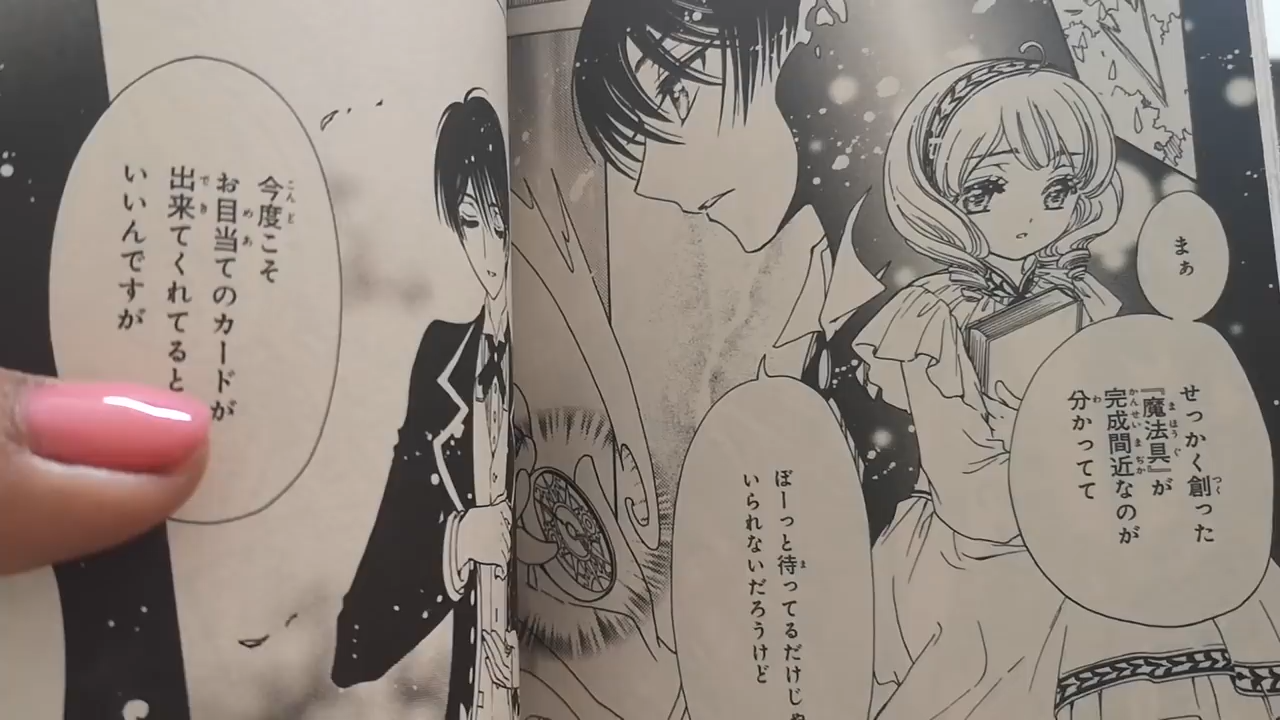 まぁ
せっかく創った
『魔法具』が
完成間近なのが
分かってて
ぼーっと待ってるだけじゃ
いられないだろうけど
今度こそ
お目当てのカードが
出来てくれてると
いいんですが